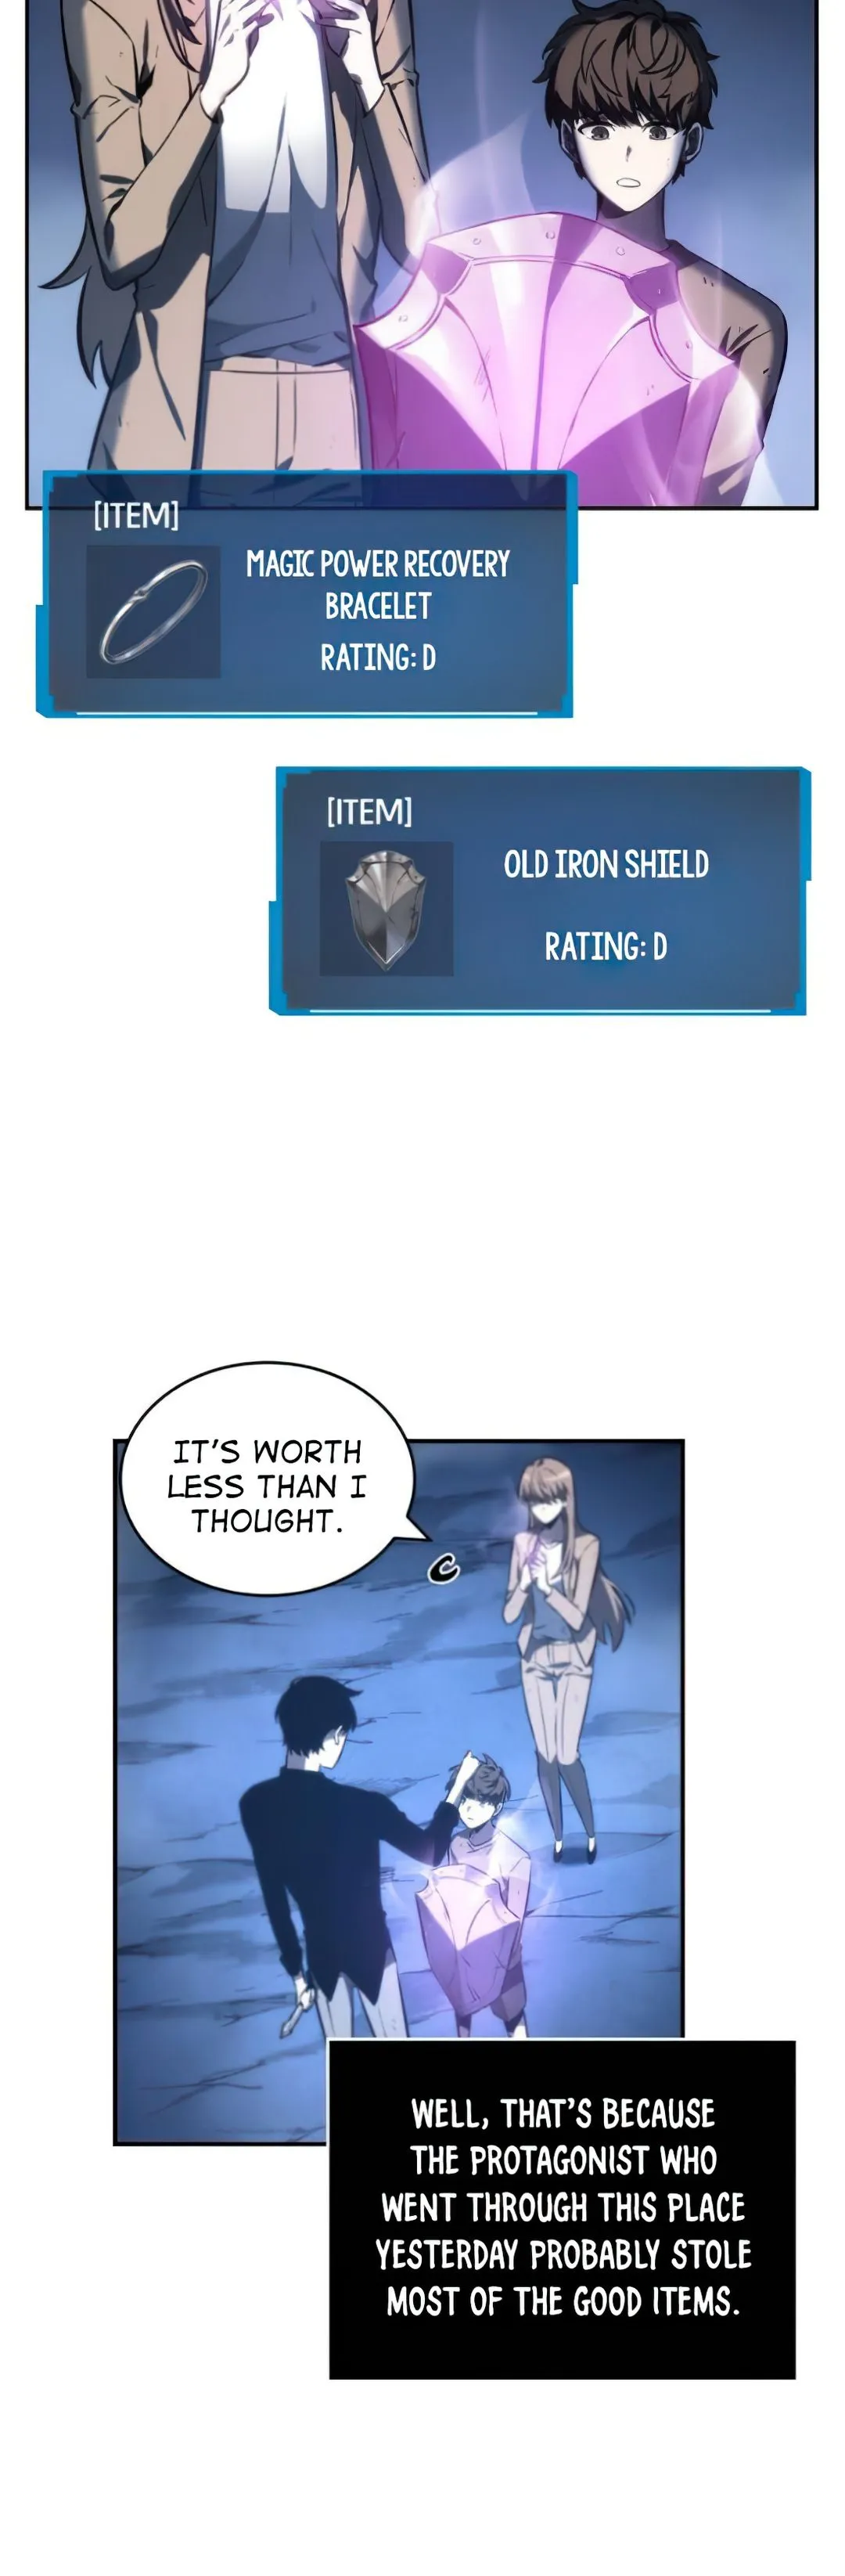 [ITEM]
MAGIC POWER RECOVERY
BRACELET
RATING: D
[ITEM]
OLD IRON SHIELD
RATING: D
IT'S WORTH
LESS THAN I
THOUGHT.
WELL, THAT'S BECAUSE
THE PROTAGONIST WHO
WENT THROUGH THIS PLACE
YESTERDAY PROBABLY STOLE
MOST OF THE GOOD ITEMS.